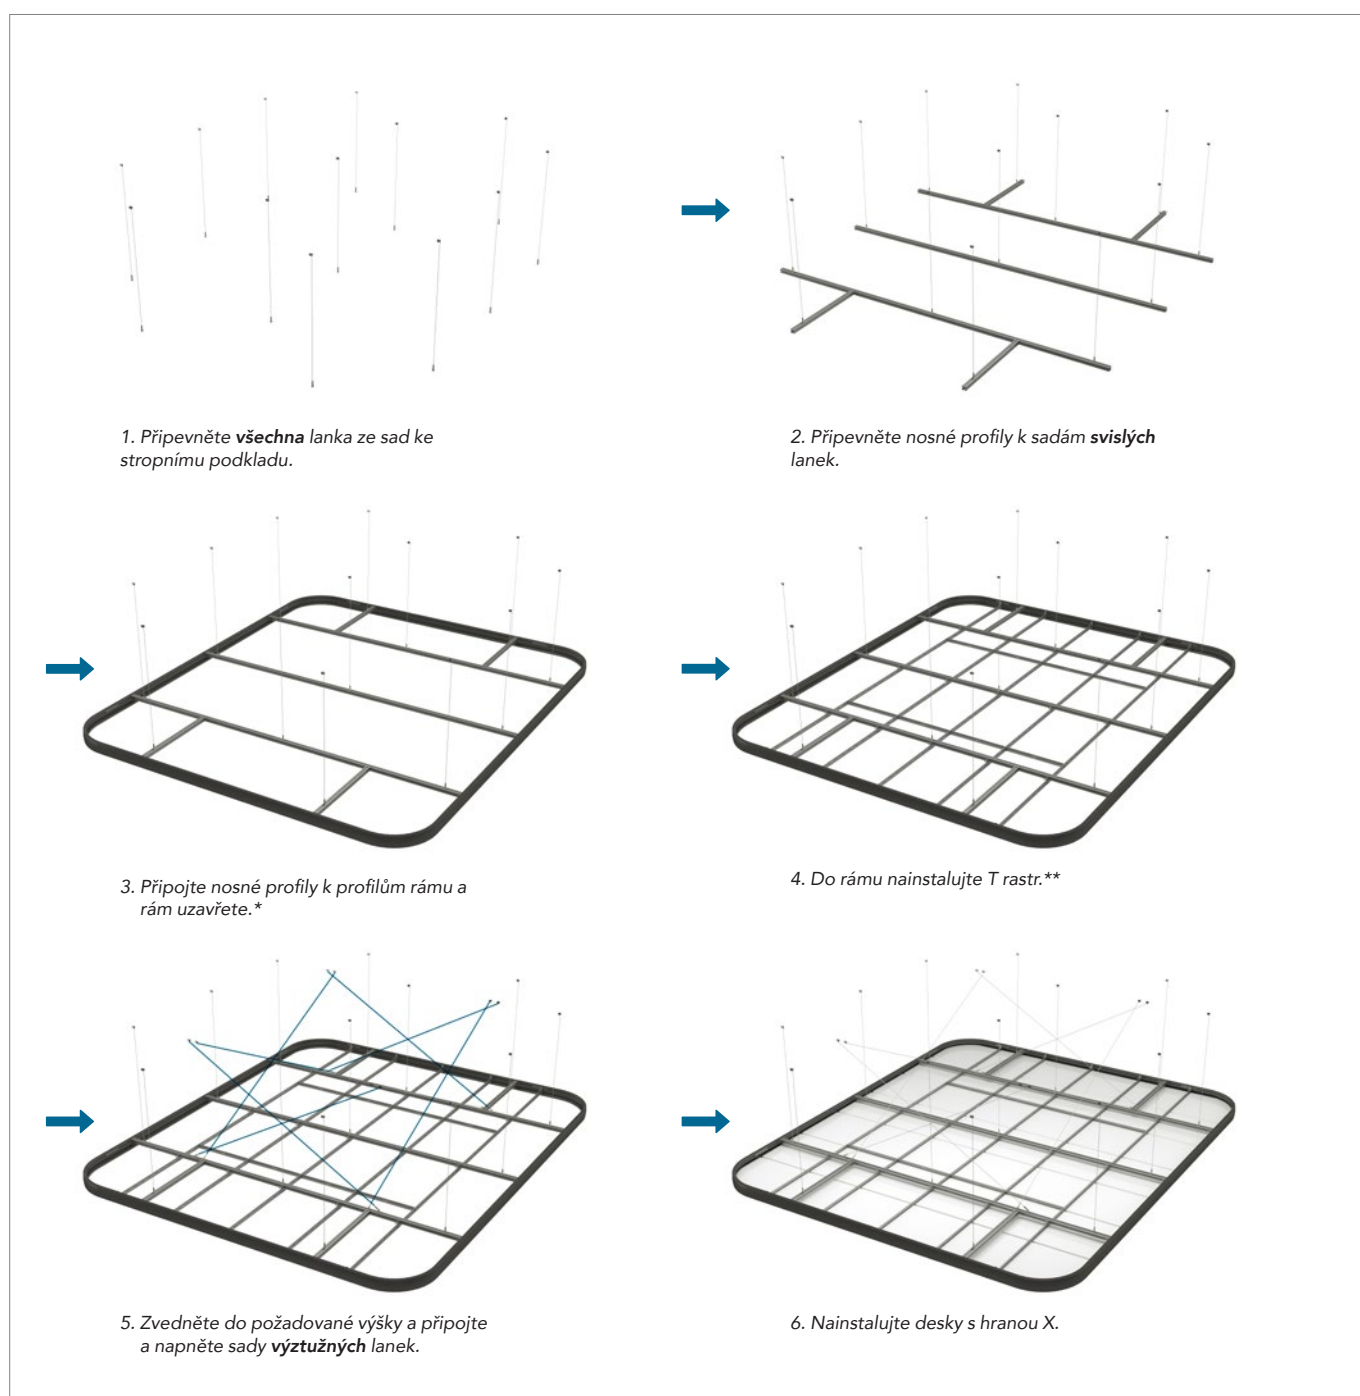 1. Připevněte všechna lanka ze sad ke
stropnímu podkladu.
2. Připevněte nosné profily k sadám svislých
lanek.
3. Připojte nosné profily k profilům rámu a
rám uzavřete.*
4. Do rámu nainstalujte T rastr.**
5. Zvedněte do požadované výšky a připojte
a napněte sady výztužných lanek.
6. Nainstalujte desky s hranou X.